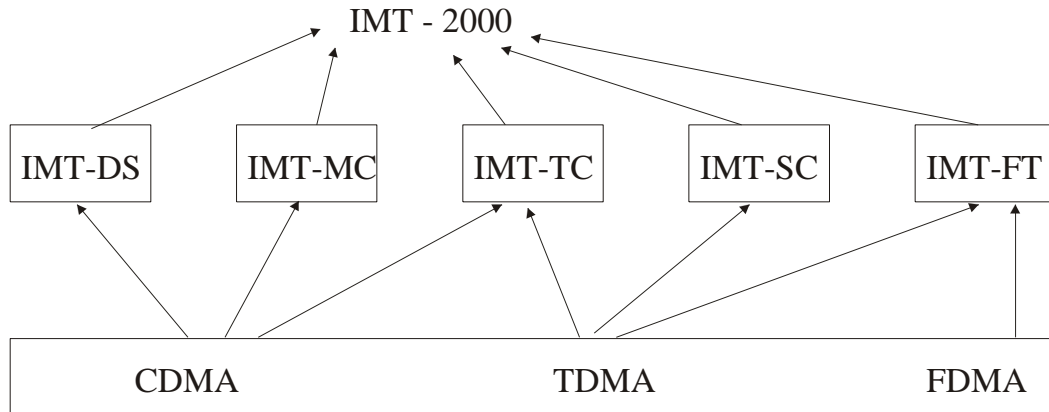 IMT - 2000
IMT-DS IMT-MC IMT-TC IMT-SC IMT-FT
CDMA TDMA FDMA